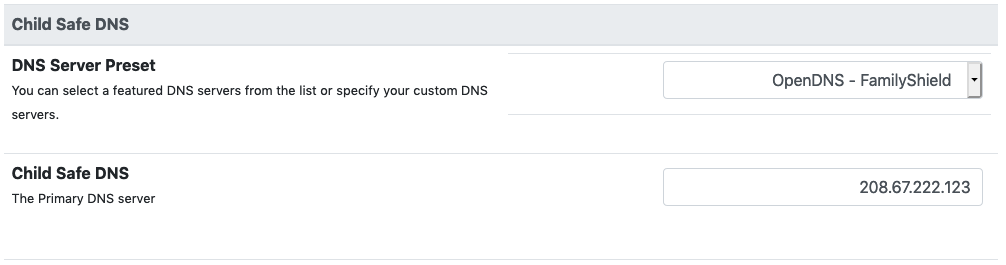 Child Safe DNS
DNS Server Preset
You can select a featured DNS servers from the list or specify your custom DNS
servers.
OpenDNS - FamilyShield
Child Safe DNS
The Primary DNS server
208.67.222.123